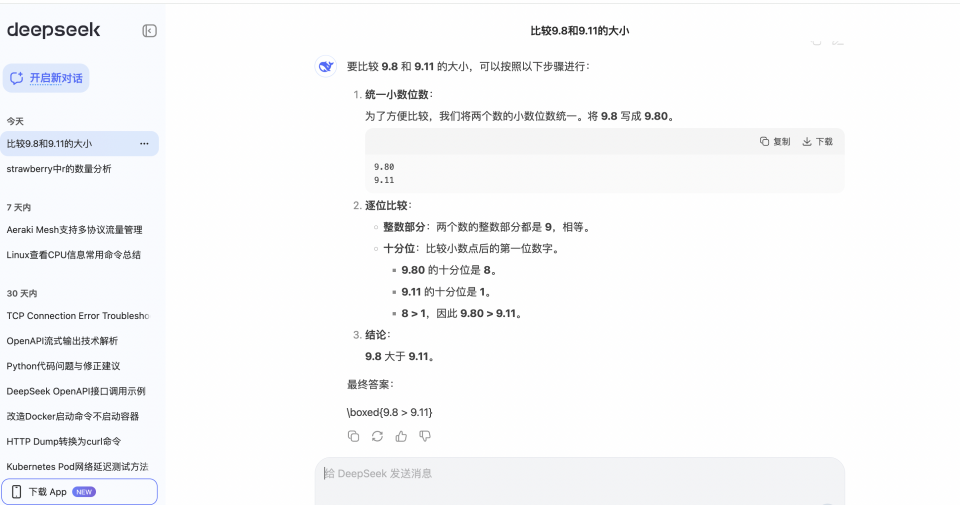 deepseek
开启新对话
今天
比较9.8和9.11的大小
strawberry中r的数量分析
7 天内
Aeraki Mesh支持多协议流量管理
Linux查看CPU信息常用命令总结
30 天内
TCP Connection Error Troublesho
OpenAPI流式输出技术解析
Python代码问题与修正建议
DeepSeek OpenAPI接口调用示例
改造Docker启动命令不启动容器
HTTP Dump转换为curl命令
Kubernetes Pod网络延迟测试方法
下载 App NEW
比较9.8和9.11的大小
要比较 9.8 和 9.11 的大小，可以按照以下步骤进行：
1. 统一小数位数：
为了方便比较，我们将两个数的小数位数统一。将 9.8 写成 9.80。
复制 下载
9.80
9.11
2. 逐位比较：
整数部分：两个数的整数部分都是 9，相等。
十分位：比较小数点后的第一位数字。
9.80 的十分位是 8。
9.11 的十分位是 1。
8 > 1，因此 9.80 > 9.11。
3. 结论：
9.8 大于 9.11。
最终答案：
\boxed{9.8 > 9.11}
给 DeepSeek 发送消息